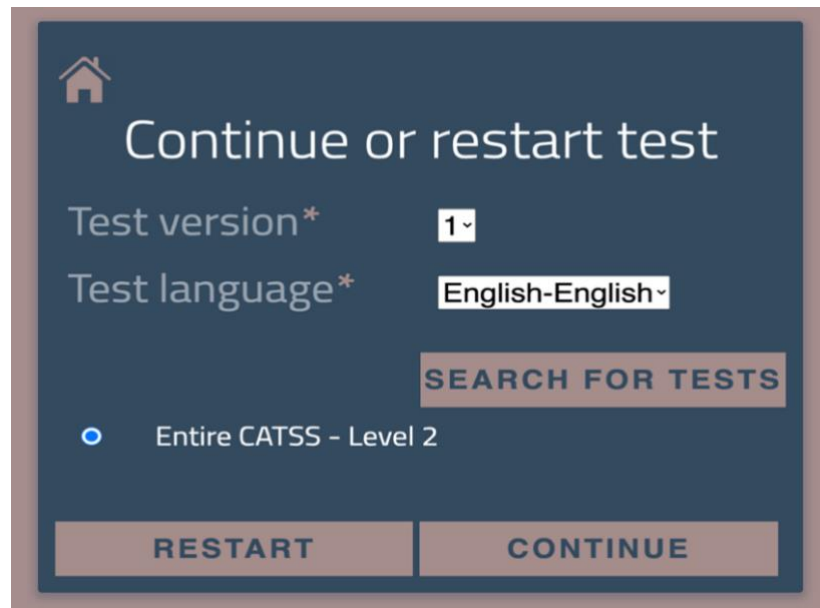 Continue or restart test
Test version* 1
Test language* English-English
SEARCH FOR TESTS
Entire CATSS - Level 2
RESTART CONTINUE